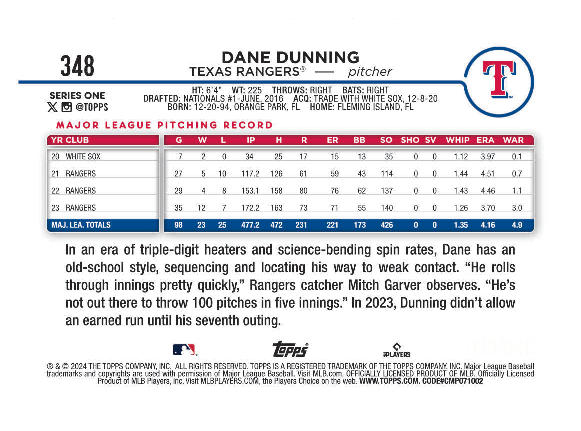 348
DANE DUNNING
TEXAS RANGERS® — pitcher
SERIES ONE
@TOPPS
HT: 6'4" WT: 225 THROWS: RIGHT BATS: RIGHT
DRAFTED: NATIONALS #1-JUNE, 2016 ACQ: TRADE WITH WHITE SOX, 12-8-20
BORN: 12-20-94, ORANGE PARK, FL HOME: FLEMING ISLAND, FL
T
MAJOR LEAGUE PITCHING RECORD
YR CLUB G W L IP H R ER BB SO SHO SV WHIP ERA WAR
20 WHITE SOX 7 2 0 34 25 17 15 13 35 0 0 1.12 3.97 0.1
21 RANGERS 27 5 10 117.2 126 61 59 43 114 0 0 1.44 4.51 0.7
22 RANGERS 29 4 8 153.1 158 80 76 62 137 0 0 1.43 4.46 1.1
23 RANGERS 35 12 7 172.2 163 73 71 55 140 0 0 1.26 3.70 3.0
MAJ. LEA. TOTALS 98 23 25 477.2 472 231 221 173 426 0 0 1.35 4.16 4.9
In an era of triple-digit heaters and science-bending spin rates, Dane has an
old-school style, sequencing and locating his way to weak contact. “He rolls
through innings pretty quickly,” Rangers catcher Mitch Garver observes. “He’s
not out there to throw 100 pitches in five innings.” In 2023, Dunning didn’t allow
an earned run until his seventh outing.
Topps
PLAYERS
® & © 2024 THE TOPPS COMPANY, INC. ALL RIGHTS RESERVED. TOPPS IS A REGISTERED TRADEMARK OF THE TOPPS COMPANY, INC. Major League Baseball
trademarks and copyrights are used with permission of Major League Baseball. Visit MLB.com. OFFICIALLY LICENSED PRODUCT OF MLB. Officially Licensed
Product of MLB Players, Inc. Visit MLBPLAYERS.COM, the Players Choice on the web. WWW.TOPPS.COM. CODE#CMP071002